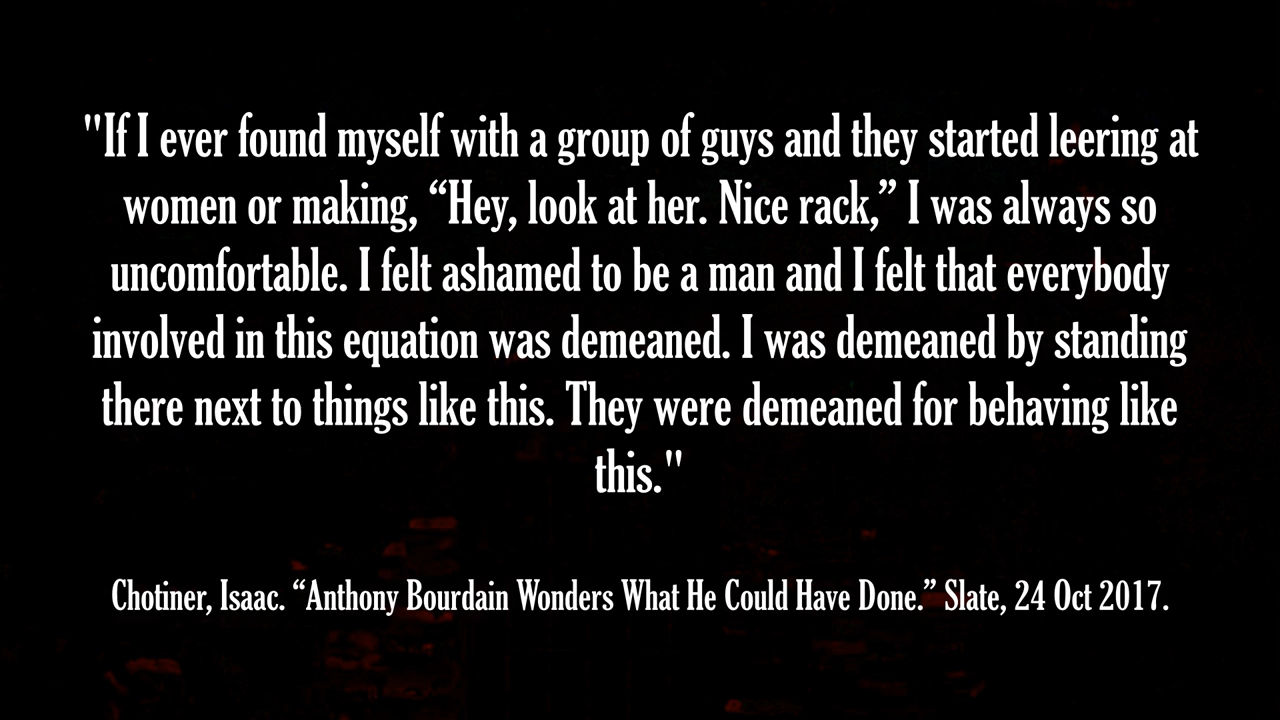 "If I ever found myself with a group of guys and they started leering at
women or making, “Hey, look at her. Nice rack,” I was always so
uncomfortable. I felt ashamed to be a man and I felt that everybody
involved in this equation was demeaned. I was demeaned by standing
there next to things like this. They were demeaned for behaving like
this."
Chotiner, Isaac. “Anthony Bourdain Wonders What He Could Have Done.” Slate, 24 Oct 2017.